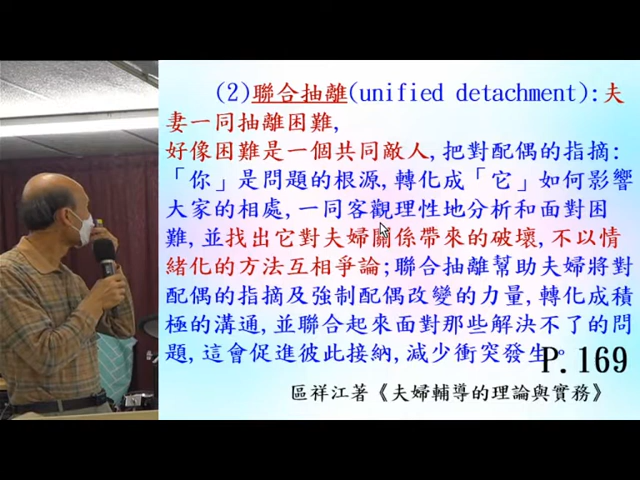 (2)聯合抽離(unified detachment):夫
妻一同抽離困難,
好像困難是一個共同敵人,把對配偶的指摘:
「你」是問題的根源,轉化成「它」如何影響
大家的相處,一同客觀理性地分析和面對困
難,並找出它對夫婦關係帶來的破壞,不以情
緒化的方法互相爭論;聯合抽離幫助夫婦將對
配偶的指摘及強制配偶改變的力量,轉化成積
極的溝通,並聯合起來面對那些解決不了的問
題,這會促進彼此接納,減少衝突發生。
P.169
區祥江著《夫婦輔導的理論與實務》